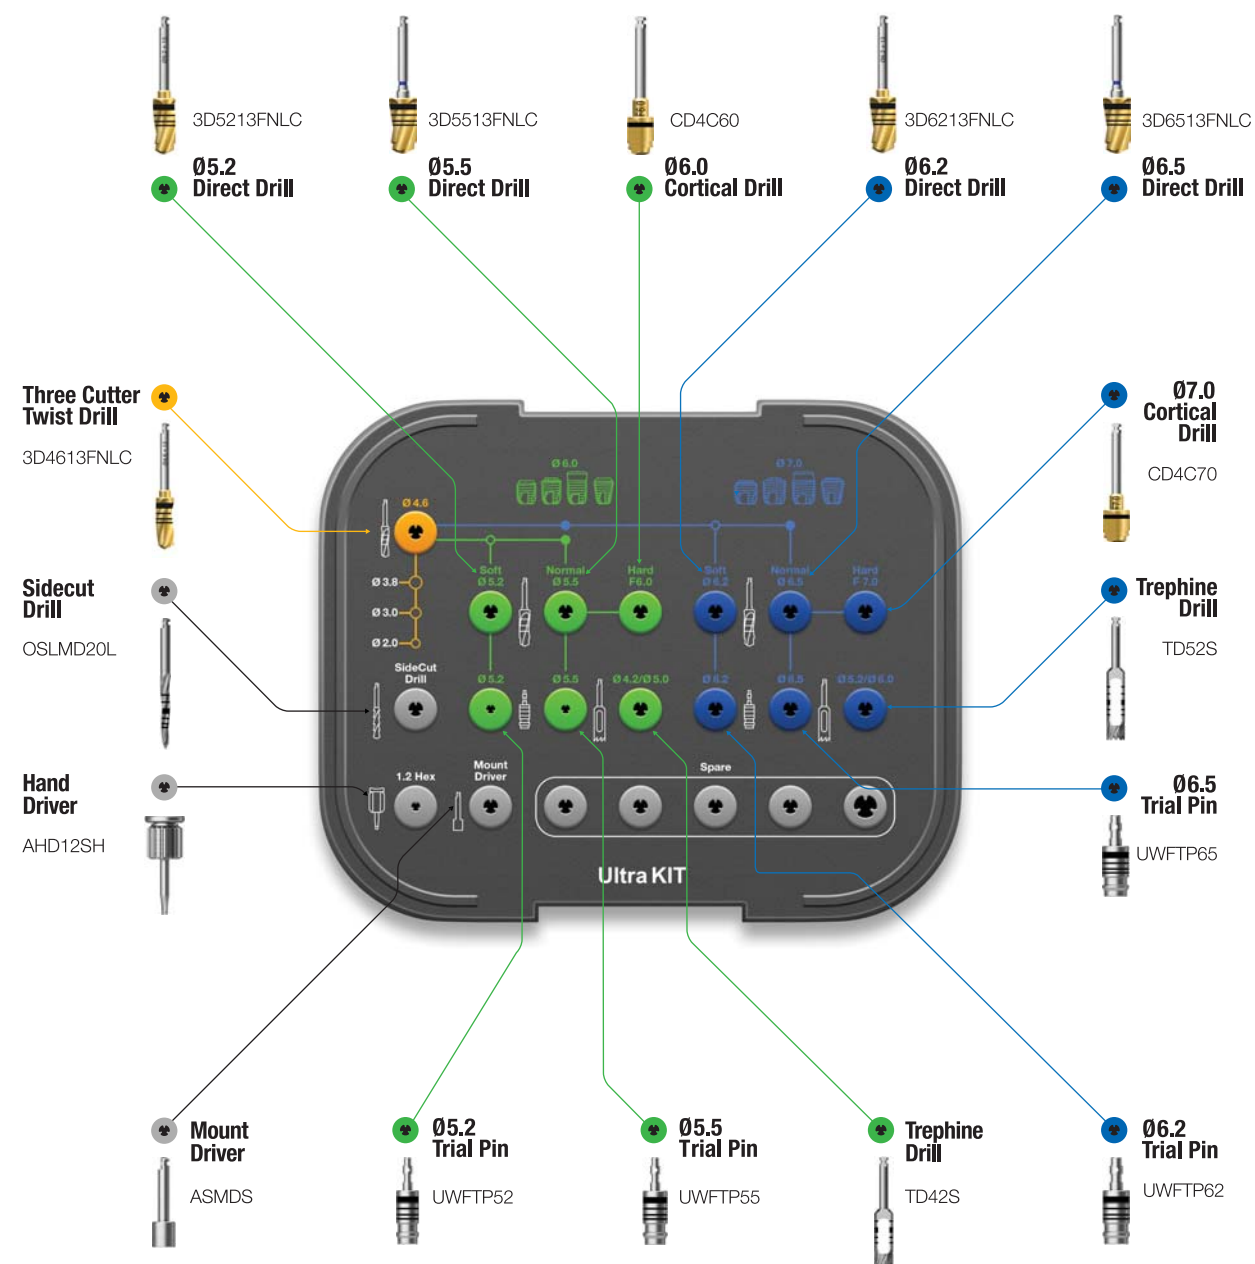 3D5213FNLC
Ø5.2
Direct Drill
3D5513FNLC
Ø5.5
Direct Drill
CD4C60
Ø6.0
Cortical Drill
3D6213FNLC
Ø6.2
Direct Drill
3D6513FNLC
Ø6.5
Direct Drill
Three Cutter
Twist Drill
3D4613FNLC
Ø7.0
Cortical
Drill
CD4C70
Sidecut
Drill
OSLMD20L
Trephine
Drill
TD52S
Hand
Driver
AHD12SH
Ø6.5
Trial Pin
UWFTP65
Ø 6.0
Ø 7.0
Ø 4.6
Soft
Ø 5.2
Normal
Ø 5.5
Hard
F6.0
Soft
Ø 6.2
Normal
Ø 6.5
Hard
F 7.0
Ø 3.8
Ø 3.0
Ø 2.0
SideCut
Drill
Ø 5.2
Ø 5.5
Ø 4.2/Ø 5.0
Ø 6.2
Ø 6.5
Ø 5.2/Ø 6.0
1.2 Hex
Mount
Driver
Spare
Ultra KIT
Mount
Driver
ASMDS
Ø5.2
Trial Pin
UWFTP52
Ø5.5
Trial Pin
UWFTP55
Trephine
Drill
TD42S
Ø6.2
Trial Pin
UWFTP62